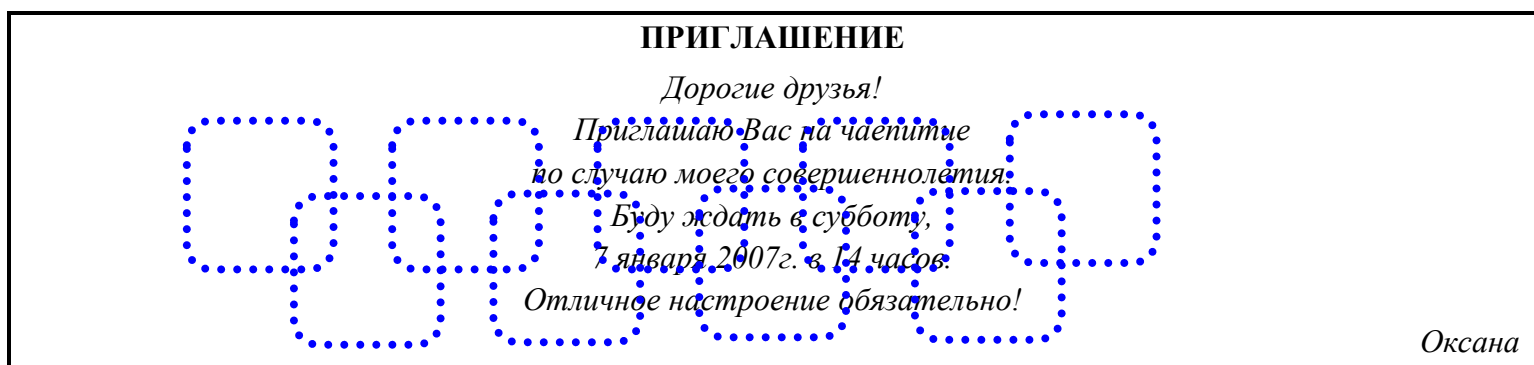 ПРИГЛАШЕНИЕ
Дорогие друзья!
Приглашаю Вас на чаепитие
по случаю моего совершеннолетия.
Буду ждать в субботу,
7 января 2007г. в 14 часов.
Отличное настроение обязательно!
Оксана